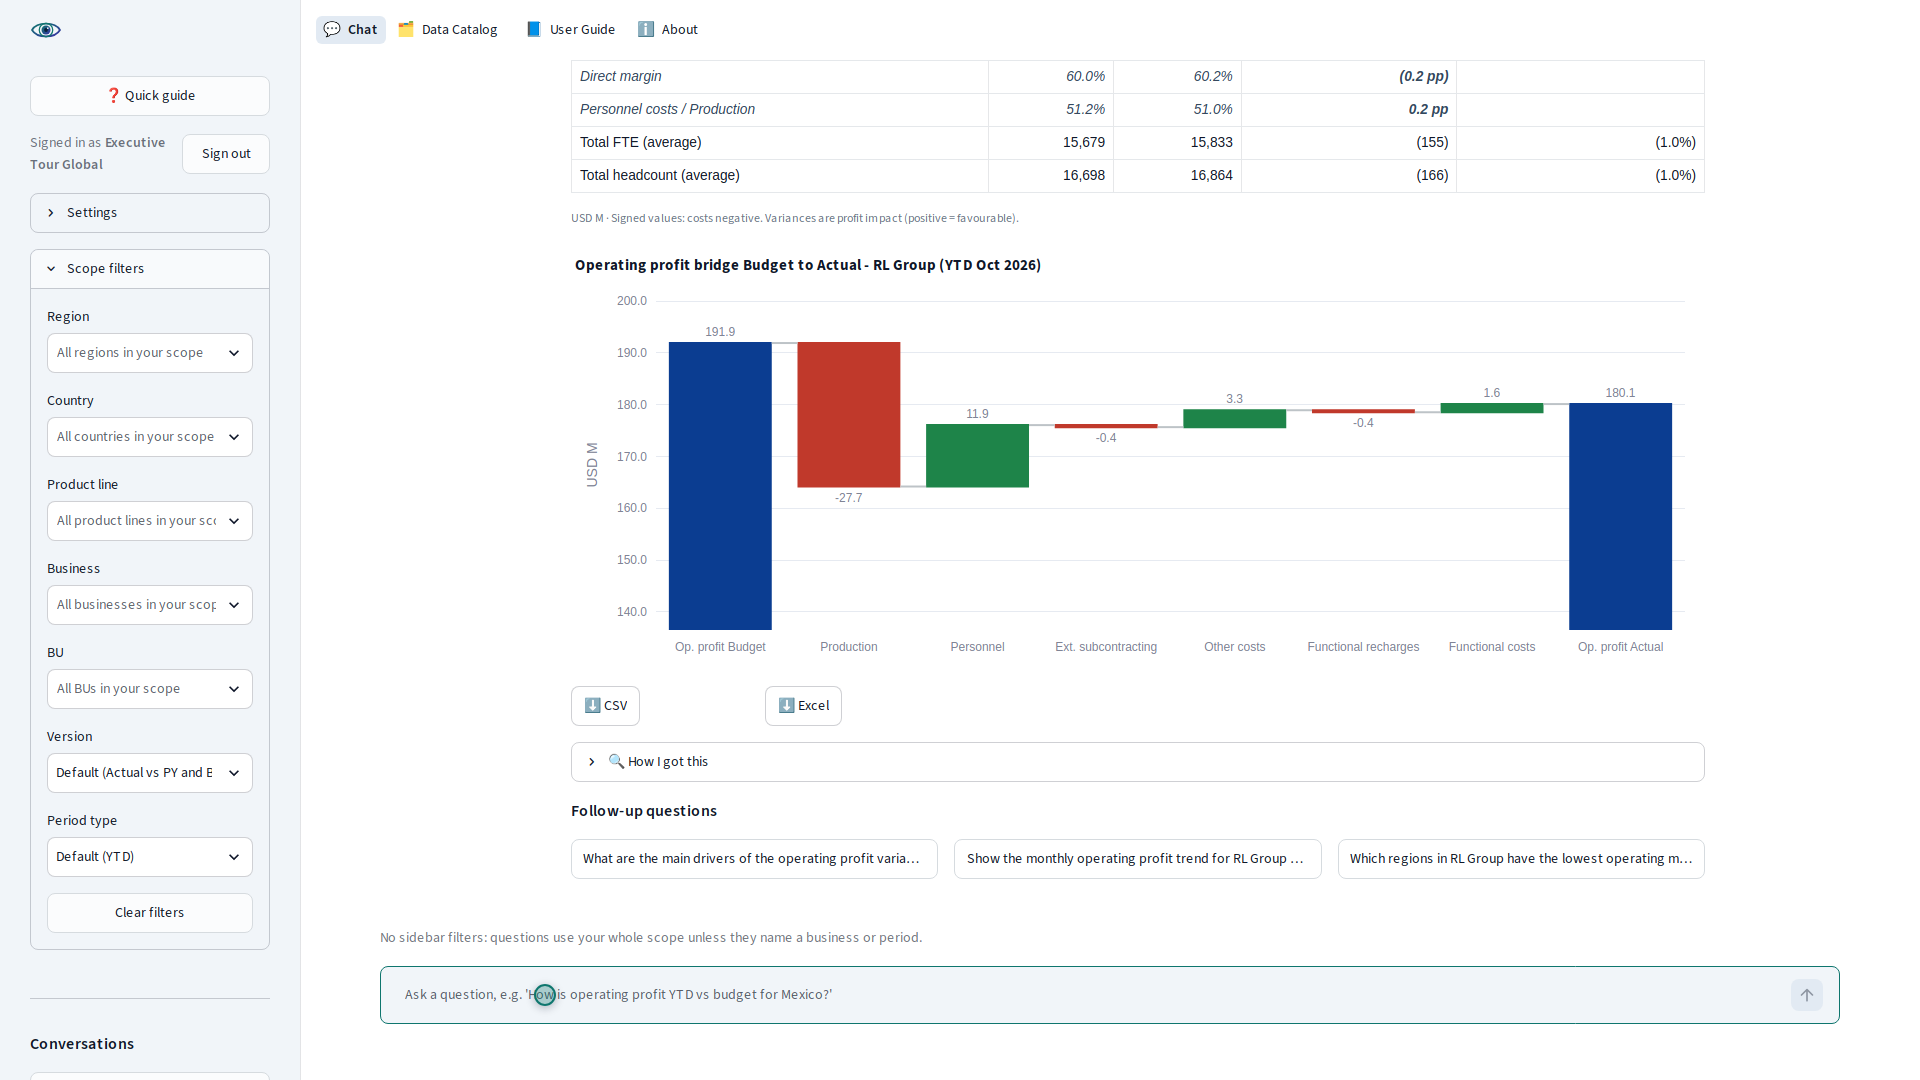 💬 Chat
🗂️ Data Catalog
📘 User Guide
ℹ️ About
❓ Quick guide
Signed in as Executive
Tour Global
Sign out
Settings
Scope filters
Region
All regions in your scope
Country
All countries in your scope
Product line
All product lines in your sco
Business
All businesses in your scop
BU
All BUs in your scope
Version
Default (Actual vs PY and B
Period type
Default (YTD)
Clear filters
Conversations
Direct margin 60.0% 60.2% (0.2 pp)
Personnel costs / Production 51.2% 51.0% 0.2 pp
Total FTE (average) 15,679 15,833 (155) (1.0%)
Total headcount (average) 16,698 16,864 (166) (1.0%)
USD M · Signed values: costs negative. Variances are profit impact (positive = favourable).
Operating profit bridge Budget to Actual - RL Group (YTD Oct 2026)
USD M
200.0
190.0
180.0
170.0
160.0
150.0
140.0
191.9
-27.7
11.9
-0.4
3.3
-0.4
1.6
180.1
Op. profit Budget
Production
Personnel
Ext. subcontracting
Other costs
Functional recharges
Functional costs
Op. profit Actual
⬇️ CSV
⬇️ Excel
🔍 How I got this
Follow-up questions
What are the main drivers of the operating profit varia…
Show the monthly operating profit trend for RL Group …
Which regions in RL Group have the lowest operating m…
No sidebar filters: questions use your whole scope unless they name a business or period.
Ask a question, e.g. 'How is operating profit YTD vs budget for Mexico?'